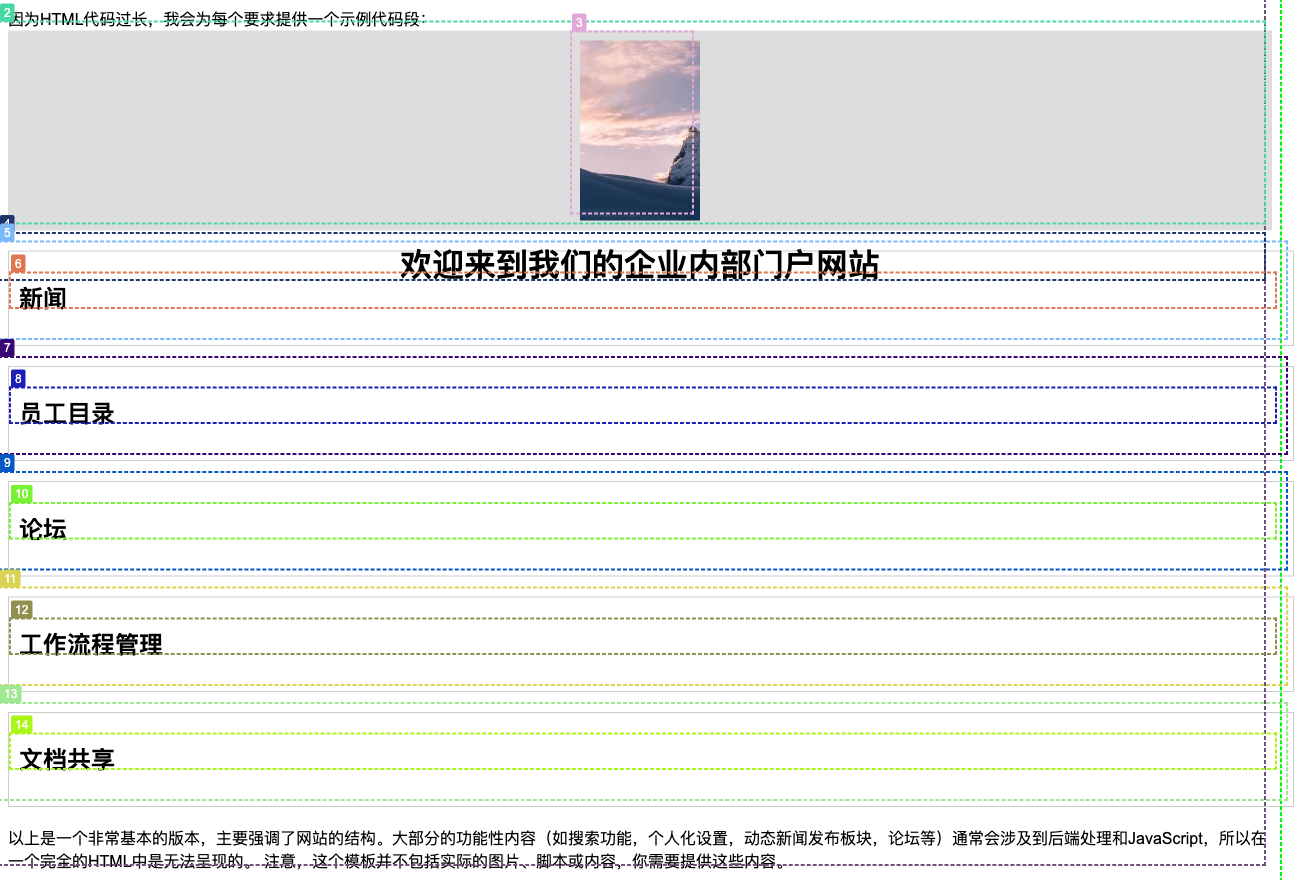 2
因为HTML代码过长，我会为每个要求提供一个示例代码段：
3
4
5
欢迎来到我们的企业内部门户网站
6
新闻
7
8
员工目录
9
10
论坛
11
12
工作流程管理
13
14
文档共享
以上是一个非常基本的版本，主要强调了网站的结构。大部分的功能性内容（如搜索功能，个人化设置，动态新闻发布板块，论坛等）通常会涉及到后端处理和JavaScript，所以在
一个完全的HTML中是无法呈现的。 注意，这个模板并不包括实际的图片、脚本或内容，你需要提供这些内容。